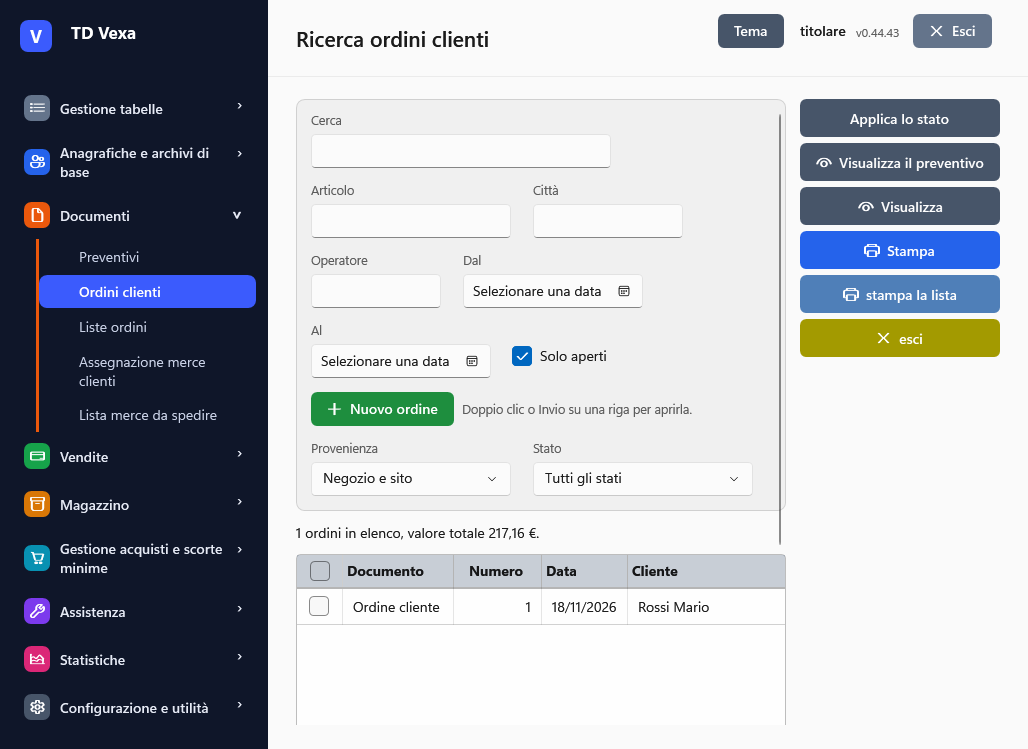 V
TD Vexa
Gestione tabelle
Anagrafiche e archivi di
base
Documenti
Preventivi
Ordini clienti
Liste ordini
Assegnazione merce
clienti
Lista merce da spedire
Vendite
Magazzino
Gestione acquisti e scorte
minime
Assistenza
Statistiche
Configurazione e utilità
Ricerca ordini clienti
Tema
titolare
v0.44.43
Esci
Cerca
Articolo
Città
Operatore
Dal
Selezionare una data
Al
Selezionare una data
Solo aperti
Nuovo ordine
Doppio clic o Invio su una riga per aprirla.
Provenienza
Stato
Negozio e sito
Tutti gli stati
1 ordini in elenco, valore totale 217,16 €.
Documento Numero Data Cliente
Ordine cliente 1 18/11/2026 Rossi Mario
Applica lo stato
Visualizza il preventivo
Visualizza
Stampa
stampa la lista
esci